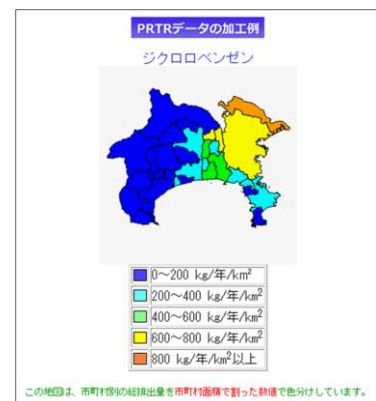 PRTRデータの加工例
ジクロロベンゼン
0～200 kg/年/km²
200～400 kg/年/km²
400～600 kg/年/km²
600～800 kg/年/km²
800 kg/年/km²以上
この地図は、市町村別の総排出量を市町村面積で割った数値で色分けしています。